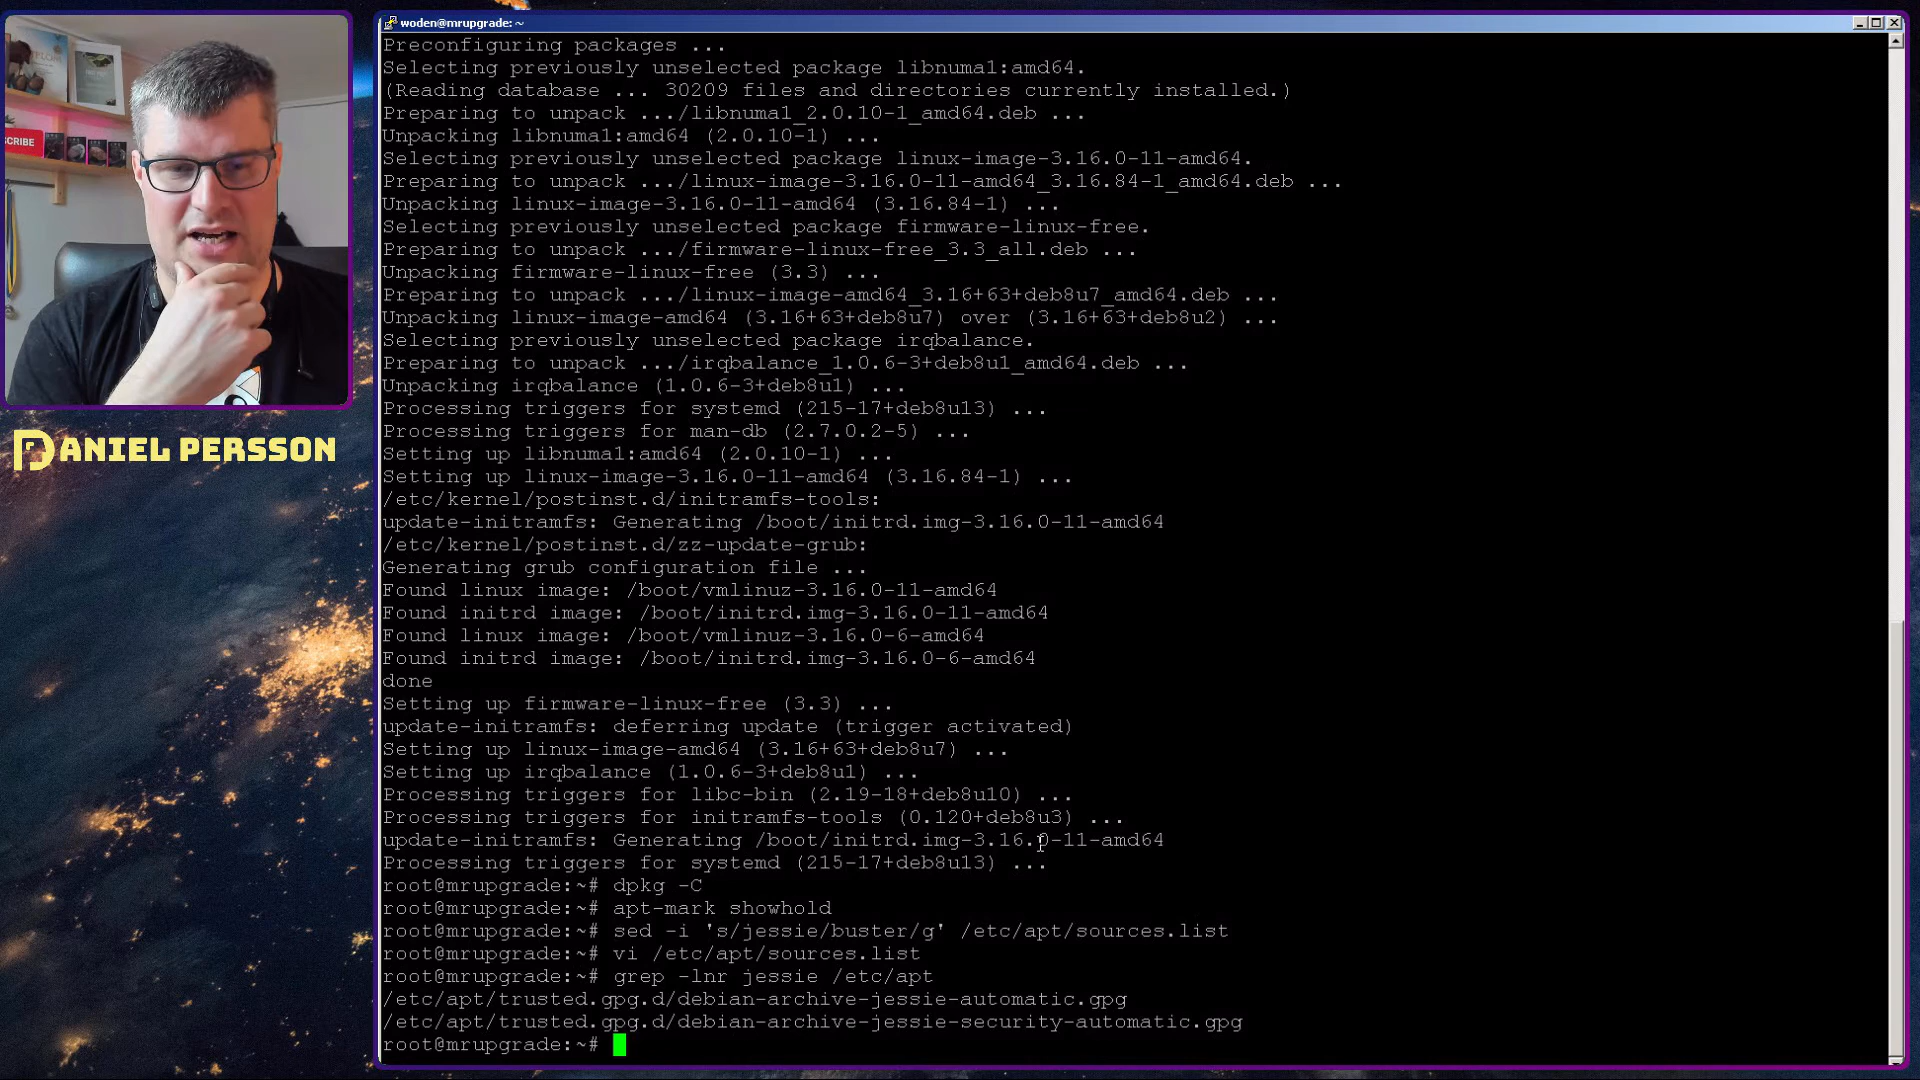 woden@mrupgrade: ~
Preconfiguring packages ...
Selecting previously unselected package libnuma1:amd64.
(Reading database ... 30209 files and directories currently installed.)
Preparing to unpack .../libnuma1_2.0.10-1_amd64.deb ...
Unpacking libnuma1:amd64 (2.0.10-1) ...
Selecting previously unselected package linux-image-3.16.0-11-amd64.
Preparing to unpack .../linux-image-3.16.0-11-amd64_3.16.84-1_amd64.deb ...
Unpacking linux-image-3.16.0-11-amd64 (3.16.84-1) ...
Selecting previously unselected package firmware-linux-free.
Preparing to unpack .../firmware-linux-free_3.3_all.deb ...
Unpacking firmware-linux-free (3.3) ...
Preparing to unpack .../linux-image-amd64_3.16+63+deb8u7_amd64.deb ...
Unpacking linux-image-amd64 (3.16+63+deb8u7) over (3.16+63+deb8u2) ...
Selecting previously unselected package irqbalance.
Preparing to unpack .../irqbalance_1.0.6-3+deb8u1_amd64.deb ...
Unpacking irqbalance (1.0.6-3+deb8u1) ...
Processing triggers for systemd (215-17+deb8u13) ...
Processing triggers for man-db (2.7.0.2-5) ...
Setting up libnuma1:amd64 (2.0.10-1) ...
Setting up linux-image-3.16.0-11-amd64 (3.16.84-1) ...
/etc/kernel/postinst.d/initramfs-tools:
update-initramfs: Generating /boot/initrd.img-3.16.0-11-amd64
/etc/kernel/postinst.d/zz-update-grub:
Generating grub configuration file ...
Found linux image: /boot/vmlinuz-3.16.0-11-amd64
Found initrd image: /boot/initrd.img-3.16.0-11-amd64
Found linux image: /boot/vmlinuz-3.16.0-6-amd64
Found initrd image: /boot/initrd.img-3.16.0-6-amd64
done
Setting up firmware-linux-free (3.3) ...
update-initramfs: deferring update (trigger activated)
Setting up linux-image-amd64 (3.16+63+deb8u7) ...
Setting up irqbalance (1.0.6-3+deb8u1) ...
Processing triggers for libc-bin (2.19-18+deb8u10) ...
Processing triggers for initramfs-tools (0.120+deb8u3) ...
update-initramfs: Generating /boot/initrd.img-3.16.0-11-amd64
Processing triggers for systemd (215-17+deb8u13) ...
root@mrupgrade:~# dpkg -C
root@mrupgrade:~# apt-mark showhold
root@mrupgrade:~# sed -i 's/jessie/buster/g' /etc/apt/sources.list
root@mrupgrade:~# vi /etc/apt/sources.list
root@mrupgrade:~# grep -lnr jessie /etc/apt
/etc/apt/trusted.gpg.d/debian-archive-jessie-automatic.gpg
/etc/apt/trusted.gpg.d/debian-archive-jessie-security-automatic.gpg
root@mrupgrade:~#
SCRIBE
DANIEL PERSSON